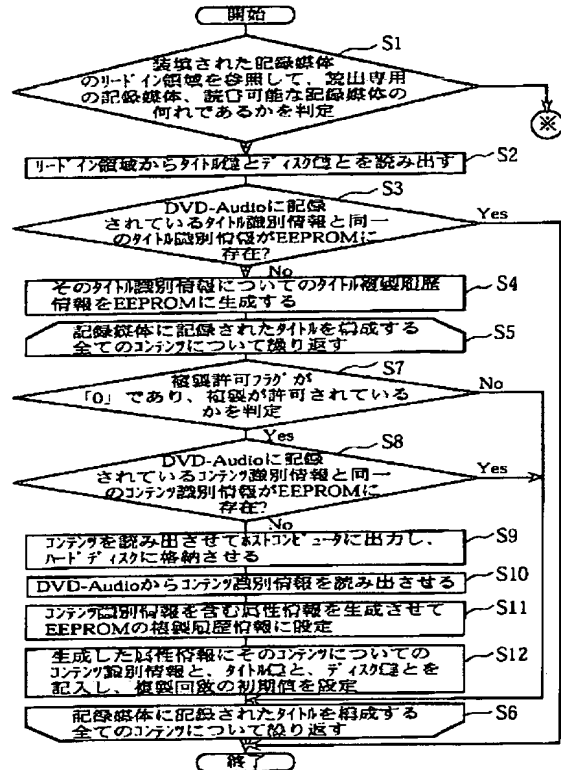 開始
S1
装填された記録媒体
のリードイン領域を参照して、読出専用
の記録媒体、読書可能な記録媒体の
何れであるかを判定
※
S2
リードイン領域からタイトル鍵とディスク鍵とを読み出す
S3
DVD-Audioに記録
されているタイトル識別情報と同一
のタイトル識別情報がEEPROMに
存在?
Yes
No
S4
そのタイトル識別情報についてのタイトル複製履歴
情報をEEPROMに生成する
S5
記録媒体に記録されたタイトルを構成する
全てのコンテンツについて繰り返す
S7
複製許可フラグが
「0」であり、複製が許可されている
かを判定
No
Yes
S8
DVD-Audioに記録
されているコンテンツ識別情報と同一
のコンテンツ識別情報がEEPROMに
存在?
Yes
No
S9
コンテンツを読み出させてホストコンピュータに出力し、
ハードディスクに格納させる
S10
DVD-Audioからコンテンツ識別情報を読み出させる
S11
コンテンツ識別情報を含む属性情報を生成させて
EEPROMの複製履歴情報に設定
S12
生成した属性情報にそのコンテンツについての
コンテンツ識別情報と、タイトル鍵と、ディスク鍵とを
記入し、複製回数の初期値を設定
S6
記録媒体に記録されたタイトルを構成する
全てのコンテンツについて繰り返す
終了